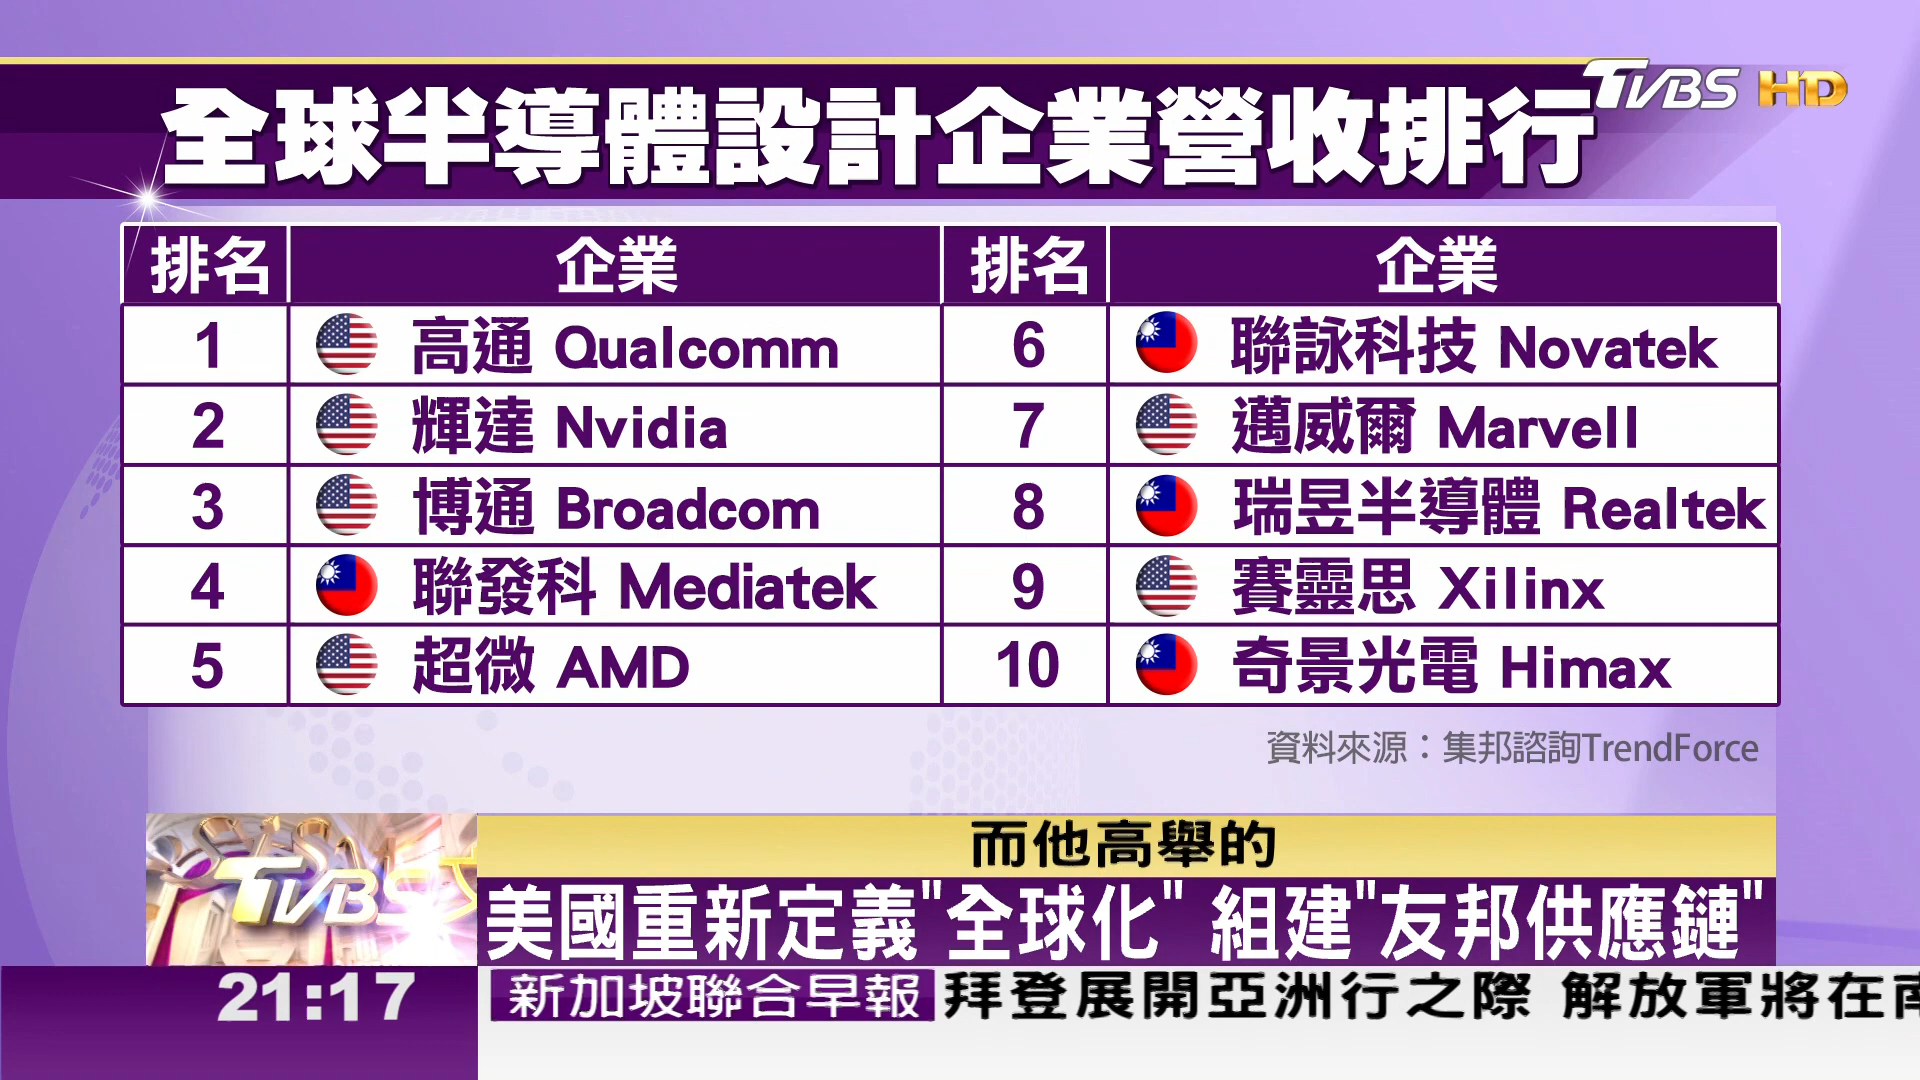 TVBS HD
全球半導體設計企業營收排行
排名 企業 排名 企業
1 高通 Qualcomm 6 聯詠科技 Novatek
2 輝達 Nvidia 7 邁威爾 Marvell
3 博通 Broadcom 8 瑞昱半導體 Realtek
4 聯發科 Mediatek 9 賽靈思 Xilinx
5 超微 AMD 10 奇景光電 Himax
資料來源：集邦諮詢TrendForce
而他高舉的
TVBS
美國重新定義"全球化" 組建"友邦供應鏈"
21:17 新加坡聯合早報 拜登展開亞洲行之際 解放軍將在南